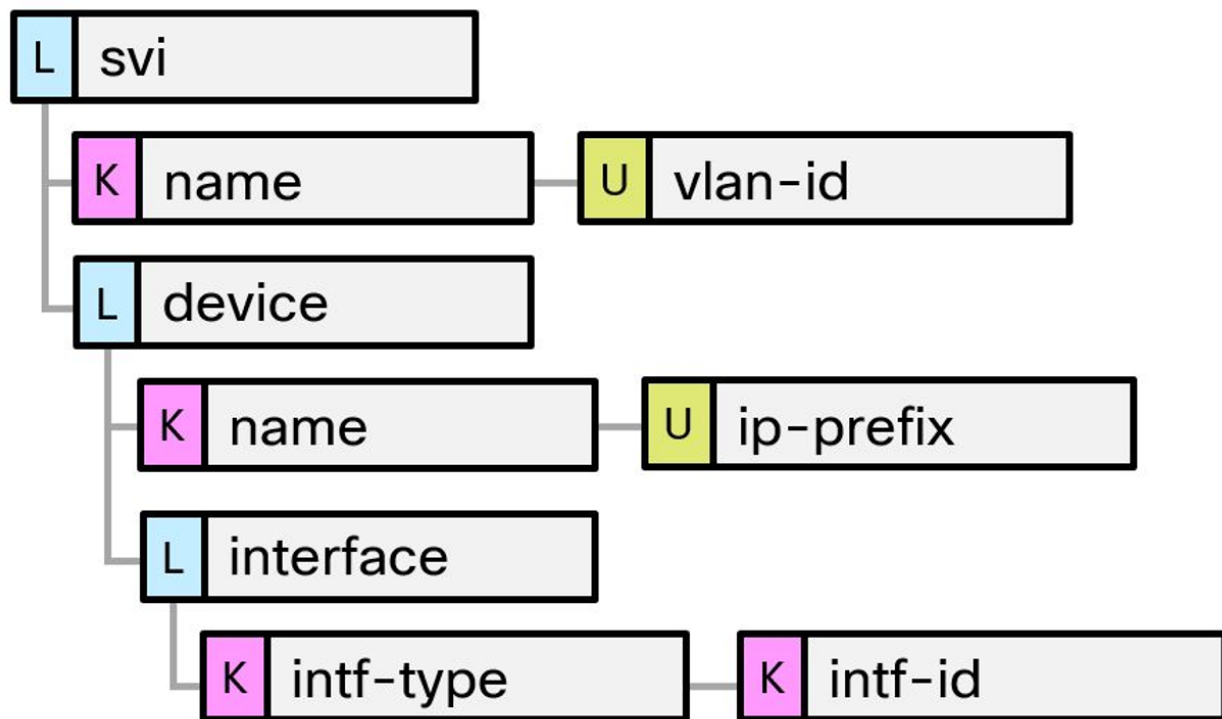 L svi
K name U vlan-id
L device
K name U ip-prefix
L interface
K intf-type K intf-id